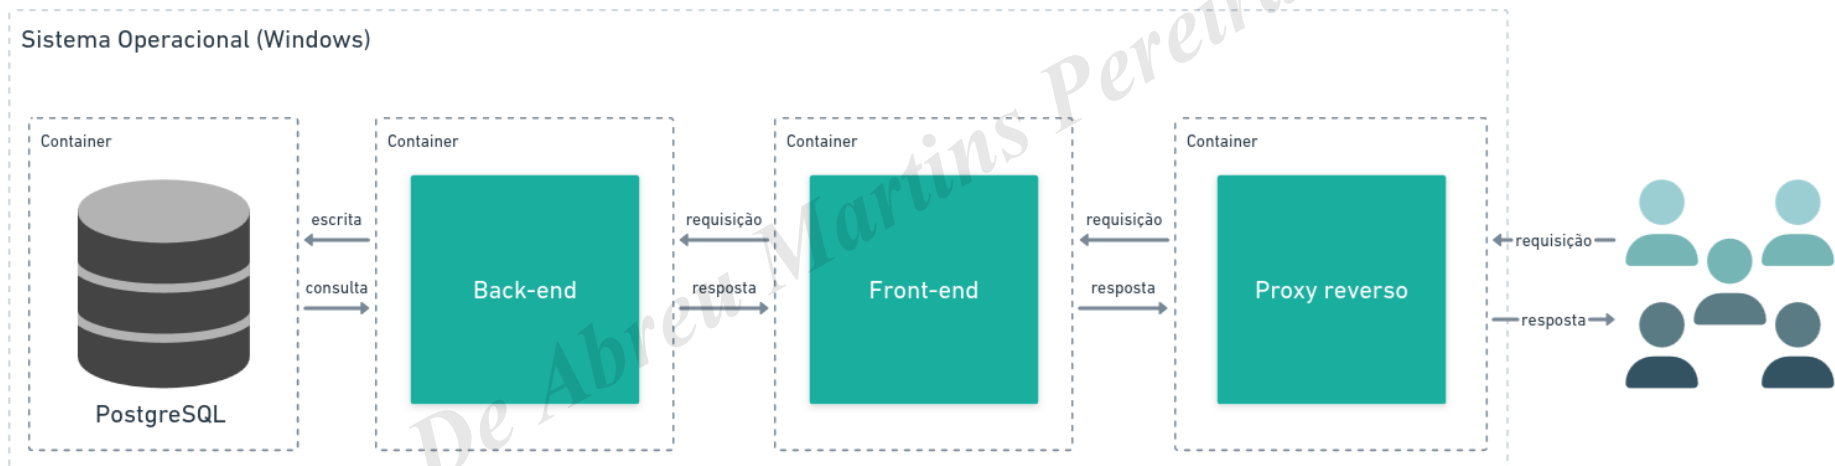 Sistema Operacional (Windows)
Container
Container
Container
Container
escrita
requisição
requisição
requisição
consulta
resposta
resposta
resposta
Back-end
Front-end
Proxy reverso
PostgreSQL
De Abreu Martins Pereira